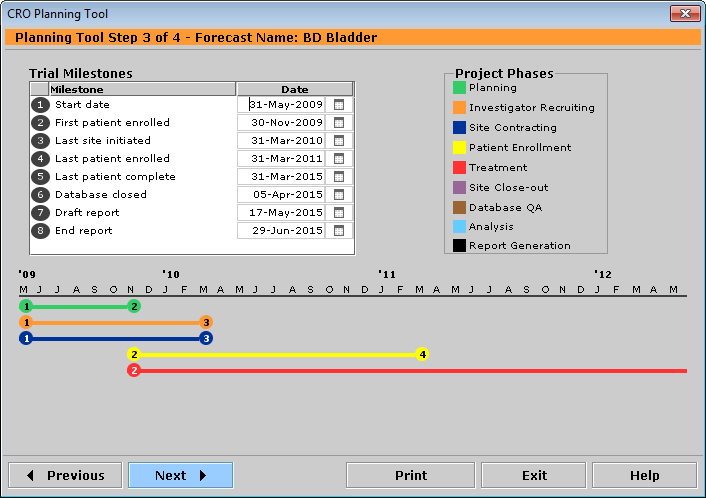 CRO Planning Tool
Planning Tool Step 3 of 4 - Forecast Name: BD Bladder
Trial Milestones
Milestone Date
1 Start date 31-May-2009
2 First patient enrolled 30-Nov-2009
3 Last site initiated 31-Mar-2010
4 Last patient enrolled 31-Mar-2011
5 Last patient complete 31-Mar-2015
6 Database closed 05-Apr-2015
7 Draft report 17-May-2015
8 End report 29-Jun-2015
Project Phases
Planning
Investigator Recruiting
Site Contracting
Patient Enrollment
Treatment
Site Close-out
Database QA
Analysis
Report Generation
'09 '10 '11 '12
M J J A S O N D J F M A M J J A S O N D J F M A M J J A S O N D J F M A M
1 2
1 3
1 3
2 4
2
Previous Next Print Exit Help